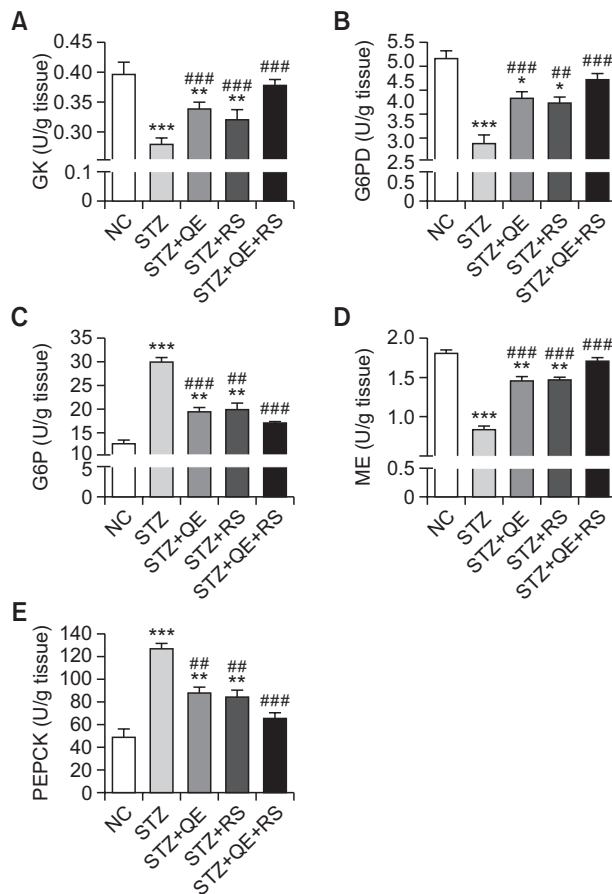 A
GK (U/g tissue)
0.45
0.40
0.35
0.30
0.1
0
***
###
**
###
**
###
NC
STZ
STZ+QE
STZ+RS
STZ+QE+RS
B
G6PD (U/g tissue)
5.0
4.5
5.0
4.0
3.5
3.0
2.5
0.5
0
***
###
*
##
*
###
NC
STZ
STZ+QE
STZ+RS
STZ+QE+RS
C
G6P (U/g tissue)
35
30
25
20
15
10
5
0
***
###
**
##
**
###
NC
STZ
STZ+QE
STZ+RS
STZ+QE+RS
D
ME (U/g tissue)
2.0
1.5
1.0
0.5
0
***
###
**
###
**
###
NC
STZ
STZ+QE
STZ+RS
STZ+QE+RS
E
PEPCK (U/g tissue)
140
120
100
80
60
40
20
0
***
##
**
##
**
###
NC
STZ
STZ+QE
STZ+RS
STZ+QE+RS